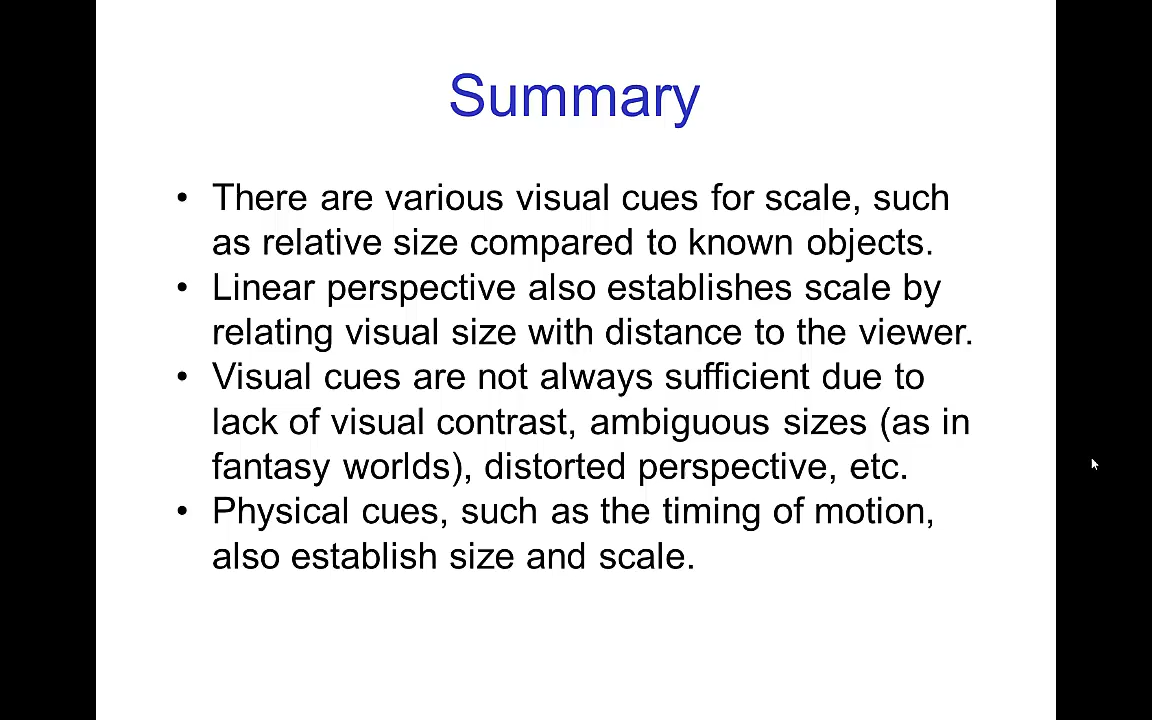 Summary
• There are various visual cues for scale, such
as relative size compared to known objects.
• Linear perspective also establishes scale by
relating visual size with distance to the viewer.
• Visual cues are not always sufficient due to
lack of visual contrast, ambiguous sizes (as in
fantasy worlds), distorted perspective, etc.
• Physical cues, such as the timing of motion,
also establish size and scale.